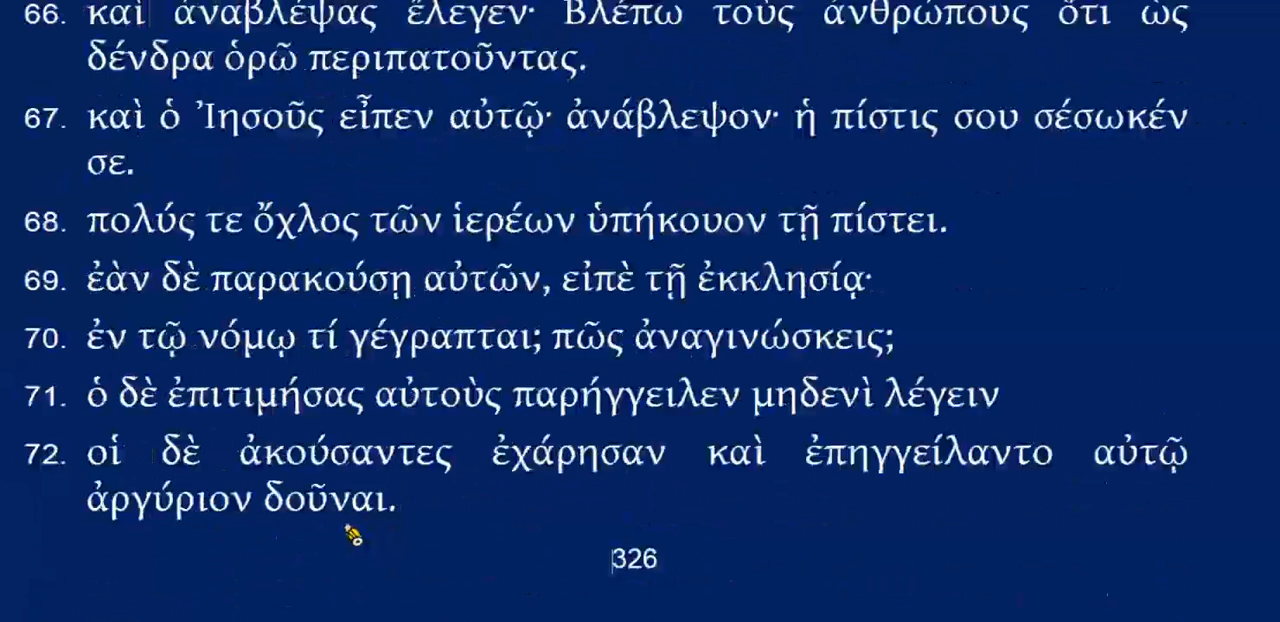 66. καὶ ἀναβλέψας ἔλεγεν· Βλέπω τοὺς ἀνθρώπους ὅτι ὡς
δένδρα ὁρῶ περιπατοῦντας.
67. καὶ ὁ Ἰησοῦς εἶπεν αὐτῷ· ἀνάβλεψον· ἡ πίστις σου σέσωκέν
σε.
68. πολύς τε ὄχλος τῶν ἱερέων ὑπήκουον τῇ πίστει.
69. ἐὰν δὲ παρακούσῃ αὐτῶν, εἰπὲ τῇ ἐκκλησίᾳ·
70. ἐν τῷ νόμῳ τί γέγραπται; πῶς ἀναγινώσκεις;
71. ὁ δὲ ἐπιτιμήσας αὐτοὺς παρήγγειλεν μηδενὶ λέγειν
72. οἱ δὲ ἀκούσαντες ἐχάρησαν καὶ ἐπηγγείλαντο αὐτῷ
ἀργύριον δοῦναι.
326